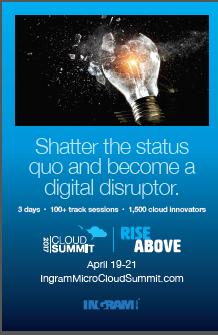 Shatter the status
quo and become a
digital disruptor.
3 days • 100+ track sessions • 1,500 cloud innovators
2017 CLOUD SUMMIT
RISE ABOVE
April 19-21
IngramMicroCloudSummit.com
INGRAM